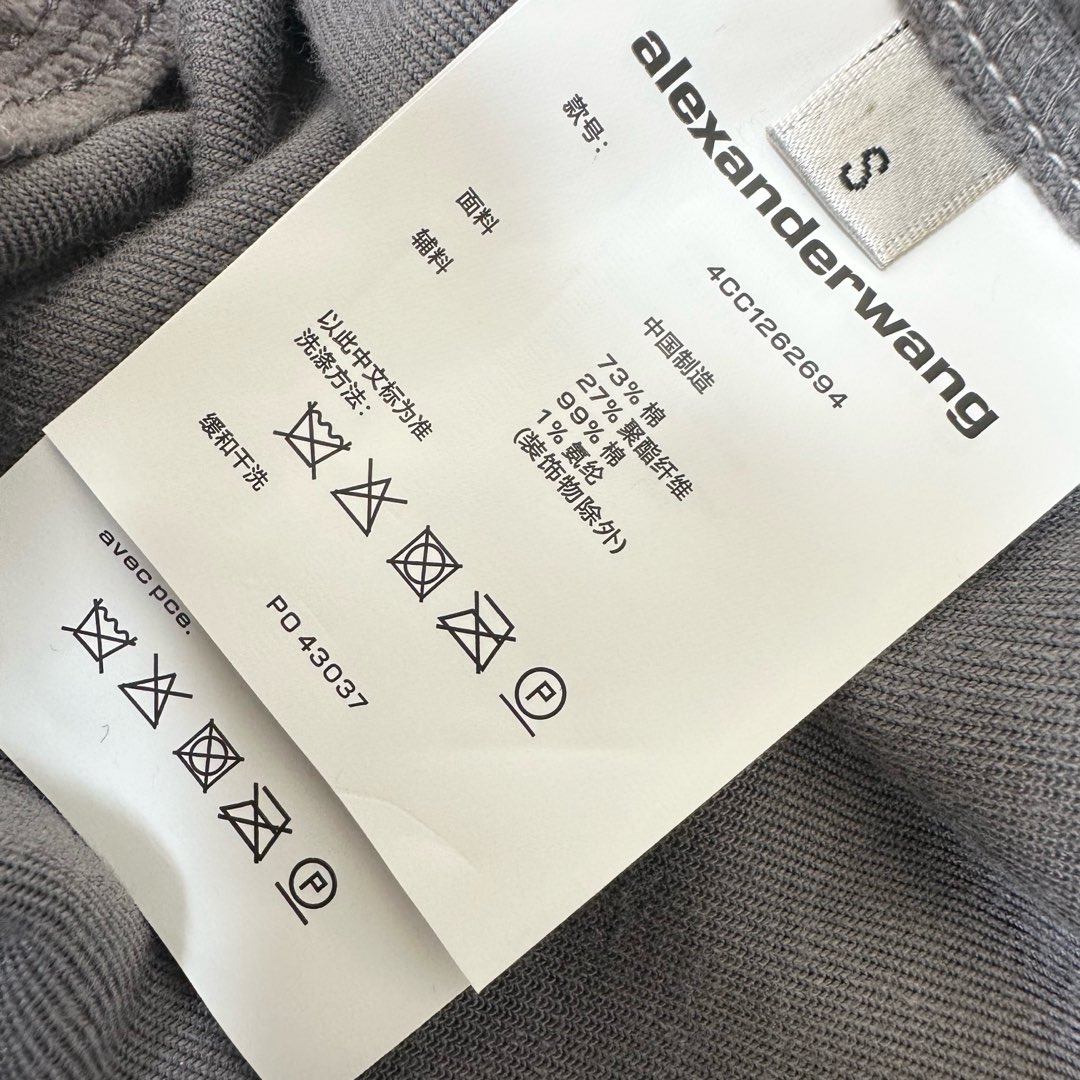 S
alexanderwang
款号: 4CC1262694
中国制造
面料 73% 棉
27% 聚酯纤维
辅料 99% 棉
1% 氨纶
(装饰物除外)
以此中文标为准
洗涤方法:
P
缓和干洗
PO 43037
avec pce.
P